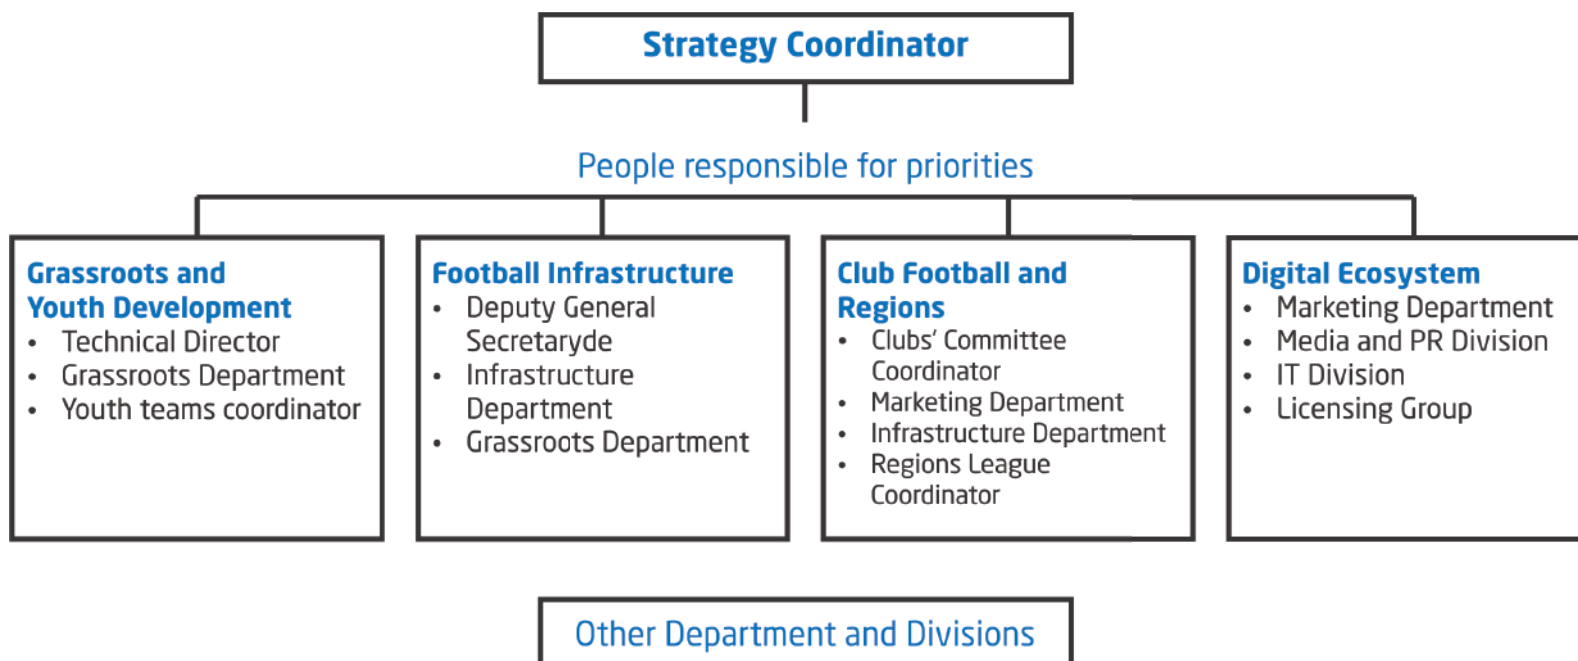 Strategy Coordinator
People responsible for priorities
Grassroots and
Youth Development
• Technical Director
• Grassroots Department
• Youth teams coordinator
Football Infrastructure
• Deputy General
Secretaryde
• Infrastructure
Department
• Grassroots Department
Club Football and
Regions
• Clubs' Committee
Coordinator
• Marketing Department
• Infrastructure Department
• Regions League
Coordinator
Digital Ecosystem
• Marketing Department
• Media and PR Division
• IT Division
• Licensing Group
Other Department and Divisions